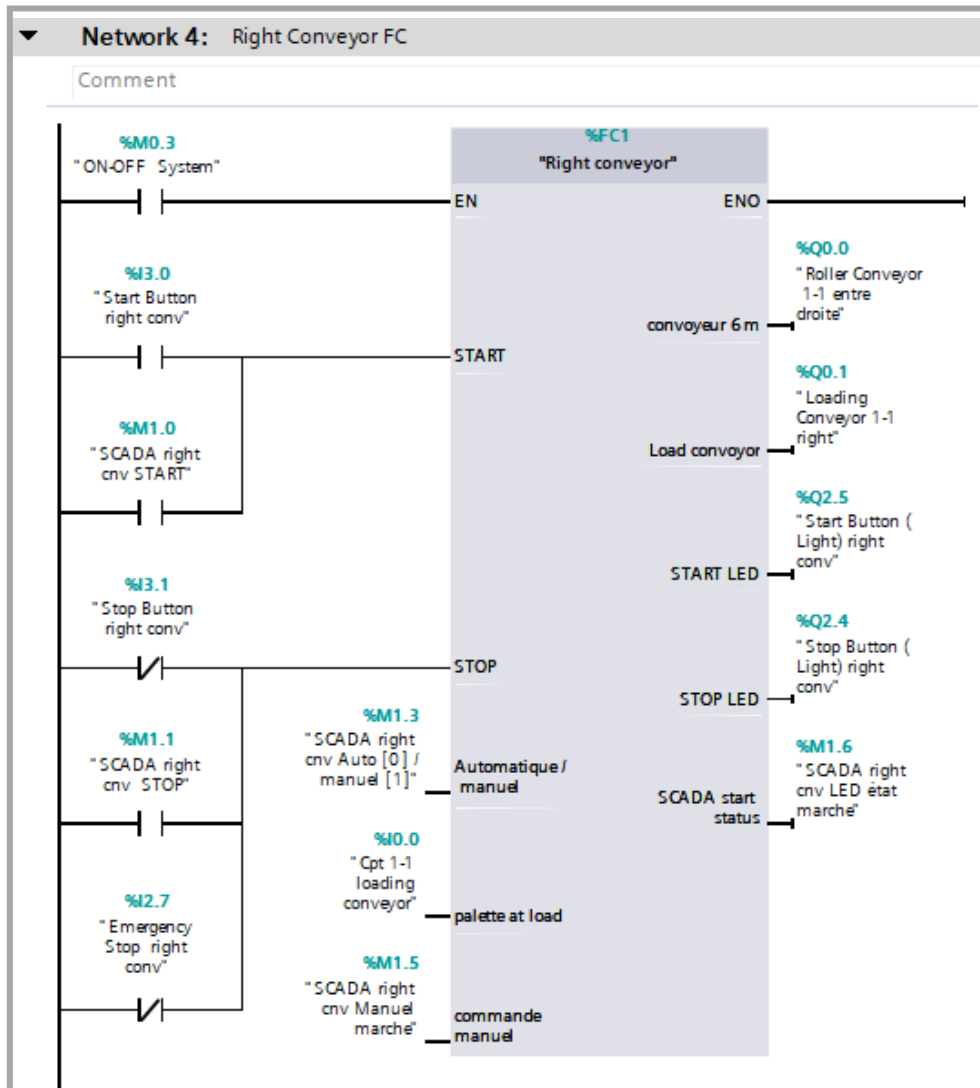 Network 4: Right Conveyor FC
Comment
%M0.3
"ON-OFF System"
%FC1
"Right conveyor"
EN
ENO
%I3.0
"Start Button
right conv"
START
%M1.0
"SCADA right
cnv START"
%I3.1
"Stop Button
right conv"
STOP
%M1.1
"SCADA right
cnv STOP"
%I2.7
"Emergency
Stop right
conv"
%M1.3
"SCADA right
cnv Auto [0] /
manuel [1]"
Automatique /
manuel
%I0.0
"Cpt 1-1
loading
conveyor"
palette at load
%M1.5
"SCADA right
cnv Manuel
marche"
commande
manuel
%Q0.0
"Roller Conveyor
1-1 entre
droite"
convoyeur 6 m
%Q0.1
"Loading
Conveyor 1-1
right"
Load convoyor
%Q2.5
"Start Button (
Light) right
conv"
START LED
%Q2.4
"Stop Button (
Light) right
conv"
STOP LED
%M1.6
"SCADA right
cnv LED état
marche"
SCADA start
status